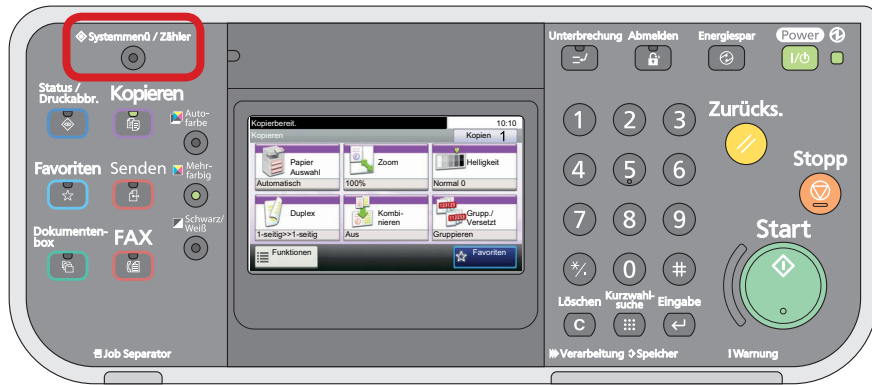 Systemmenü / Zähler
Status /
Druckabbr.
Kopieren
Auto-
farbe
Favoriten
Senden
Mehr-
farbig
Dokumenten-
box
FAX
Schwarz/
Weiß
Job Separator
Kopierbereit.
10:10
Kopieren
Kopien 1
Papier
Auswahl
Automatisch
Zoom
100%
Helligkeit
Normal 0
Duplex
1-seitig>>1-seitig
Kombi-
nieren
Aus
Grupp./
Versetzt
Gruppieren
Funktionen
Favoriten
Unterbrechung
Abmelden
Energiespar
Power
I/⏻
1 2 3
4 5 6
7 8 9
*/. 0 #
Zurücks.
Stopp
Start
Löschen
Kurzwahl-
suche
Eingabe
C
Verarbeitung
Speicher
! Warnung